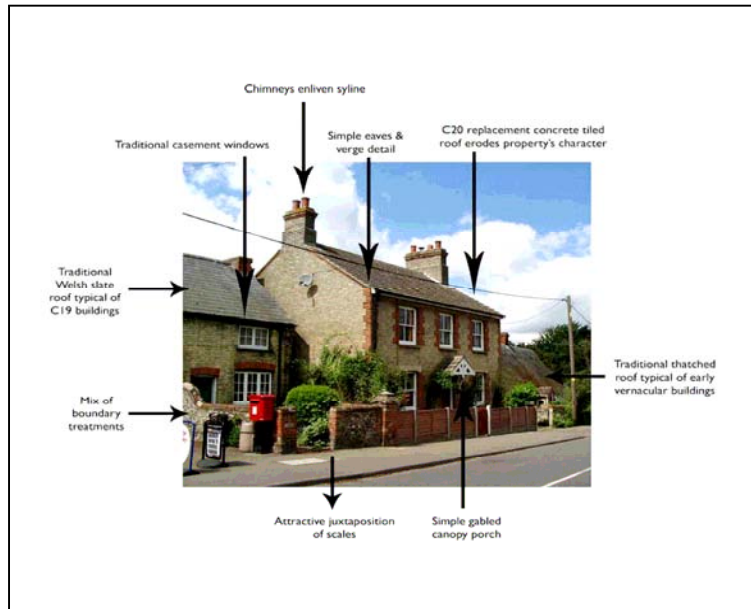 Chimneys enliven syline
Simple eaves &
verge detail
C20 replacement concrete tiled
roof erodes property's character
Traditional casement windows
Traditional
Welsh slate
roof typical of
C19 buildings
Mix of
boundary
treatments
Traditional thatched
roof typical of early
vernacular buildings
Attractive juxtaposition
of scales
Simple gabled
canopy porch